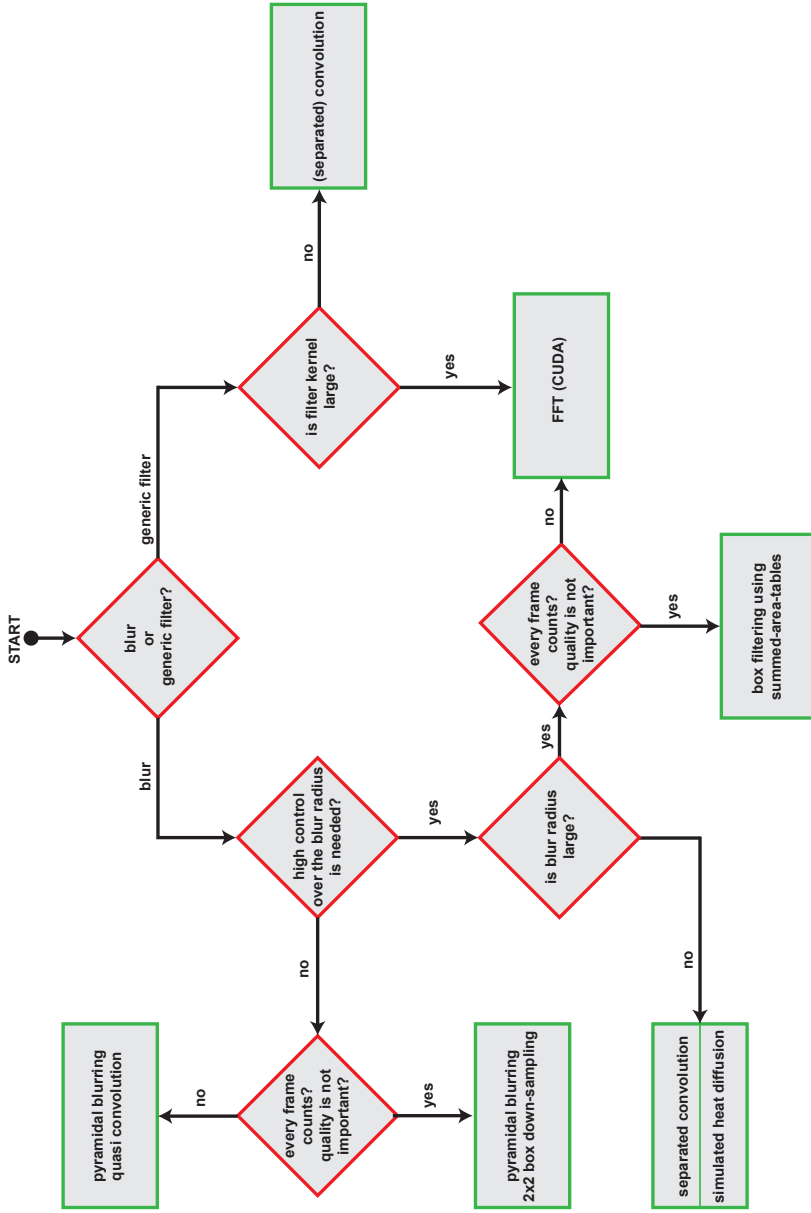 START
blur
or
generic filter?
blur
generic filter
high control
over the blur radius
is needed?
no
yes
is filter kernel
large?
no
yes
(separated) convolution
every frame
counts?
quality is not
important?
no
yes
pyramidal blurring
quasi convolution
pyramidal blurring
2x2 box down-sampling
is blur radius
large?
yes
no
every frame
counts?
quality is not
important?
no
yes
FFT (CUDA)
separated convolution
simulated heat diffusion
box filtering using
summed-area-tables